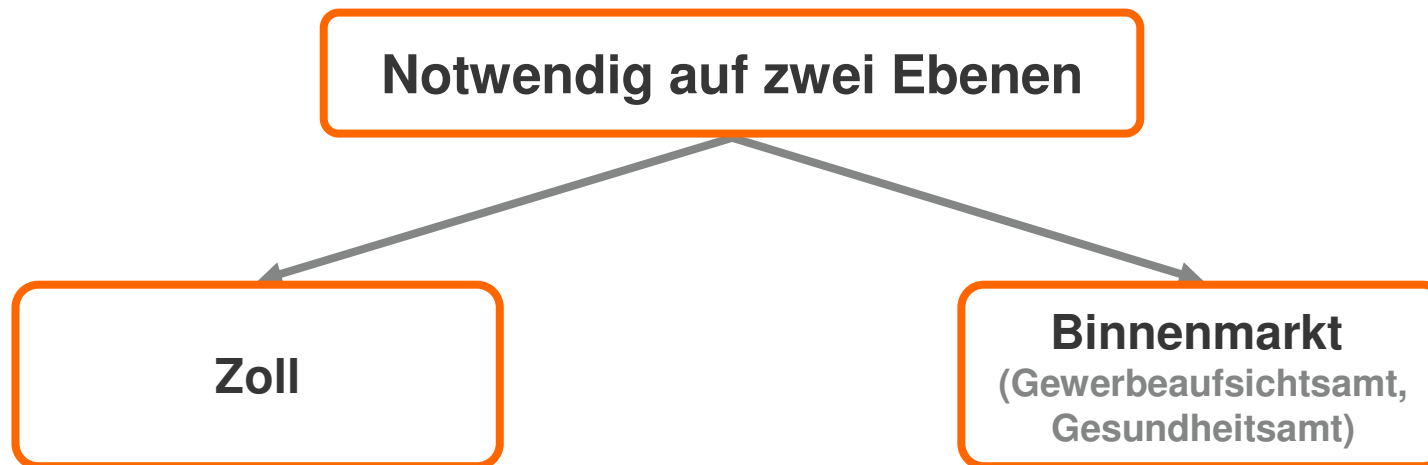 Notwendig auf zwei Ebenen
Zoll
Binnenmarkt
(Gewerbeaufsichtsamt,
Gesundheitsamt)